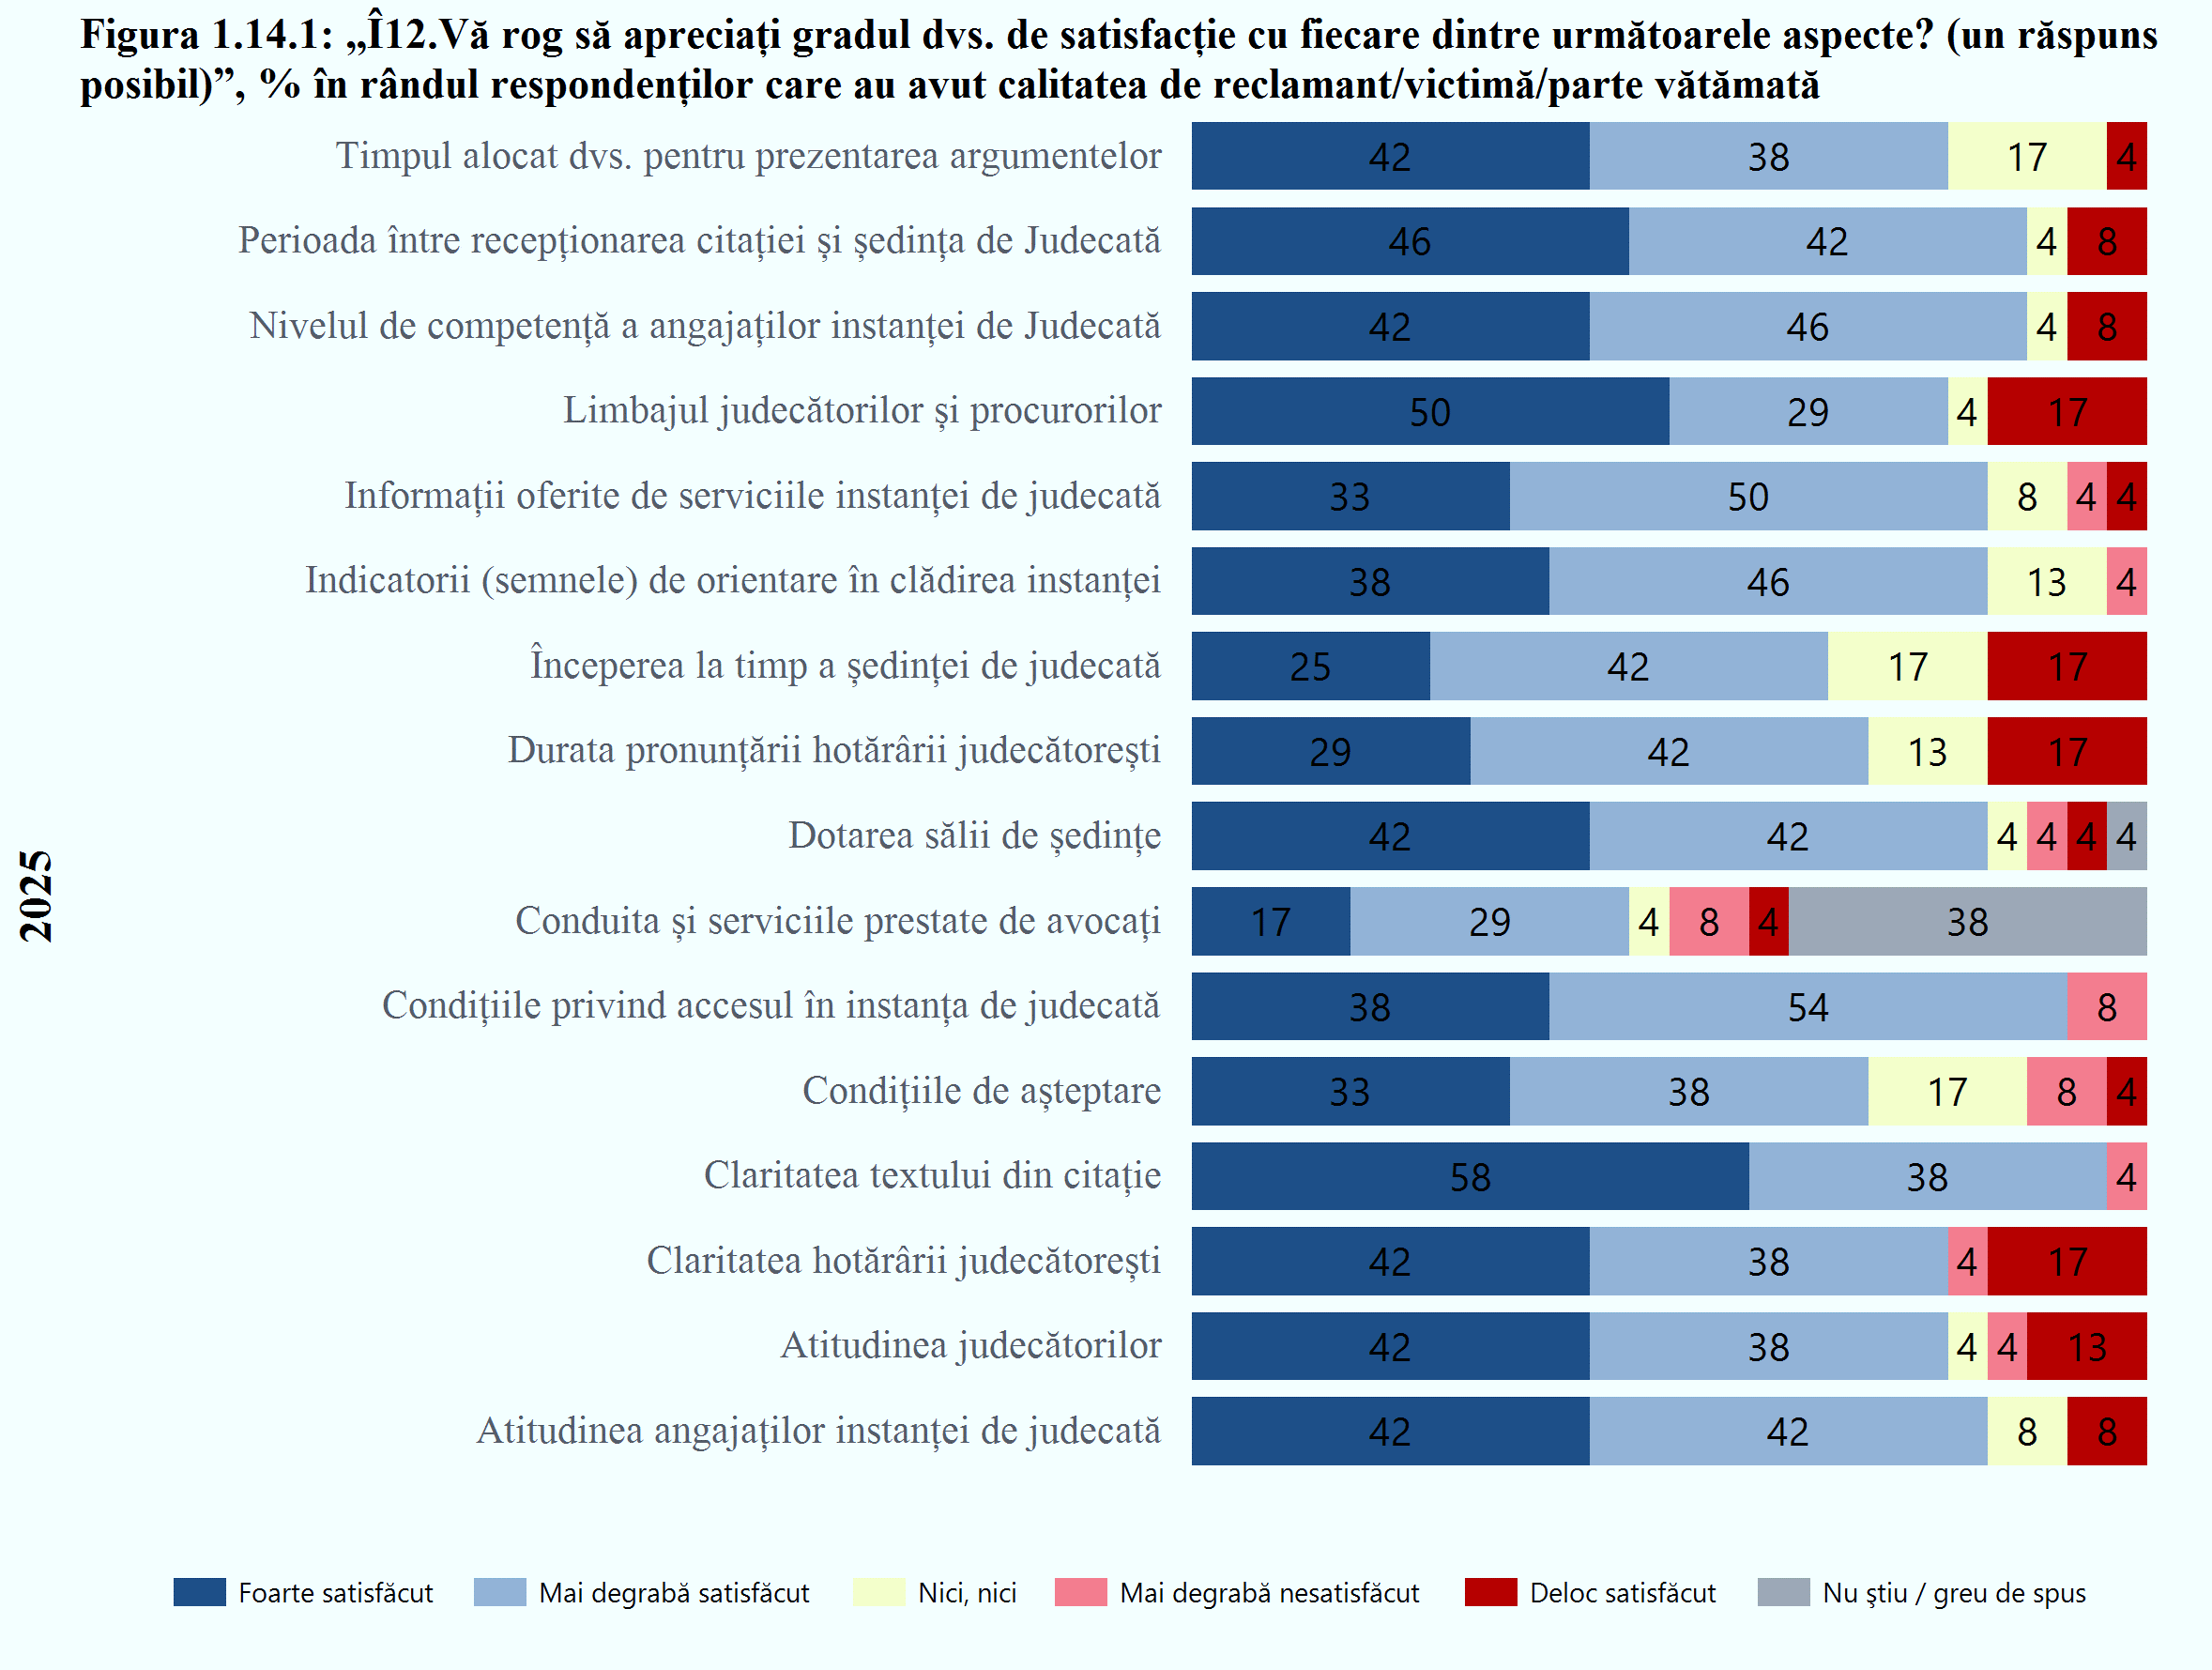 Figura 1.14.1: „Î12.Vă rog să apreciați gradul dvs. de satisfacție cu fiecare dintre următoarele aspecte? (un răspuns
posibil)”, % în rândul respondenților care au avut calitatea de reclamant/victimă/parte vătămată
Timpul alocat dvs. pentru prezentarea argumentelor 42 38 17 4
Perioada între recepționarea citației și ședința de Judecată 46 42 4 8
Nivelul de competență a angajaților instanței de Judecată 42 46 4 8
Limbajul judecătorilor și procurorilor 50 29 4 17
Informații oferite de serviciile instanței de judecată 33 50 8 4 4
Indicatorii (semnele) de orientare în clădirea instanței 38 46 13 4
Începerea la timp a ședinței de judecată 25 42 17 17
Durata pronunțării hotărârii judecătorești 29 42 13 17
Dotarea sălii de ședințe 42 42 4 4 4 4
2025
Conduita și serviciile prestate de avocați 17 29 4 8 4 38
Condițiile privind accesul în instanța de judecată 38 54 8
Condițiile de așteptare 33 38 17 8 4
Claritatea textului din citație 58 38 4
Claritatea hotărârii judecătorești 42 38 4 17
Atitudinea judecătorilor 42 38 4 4 13
Atitudinea angajaților instanței de judecată 42 42 8 8
Foarte satisfăcut Mai degrabă satisfăcut Nici, nici Mai degrabă nesatisfăcut Deloc satisfăcut Nu ştiu / greu de spus